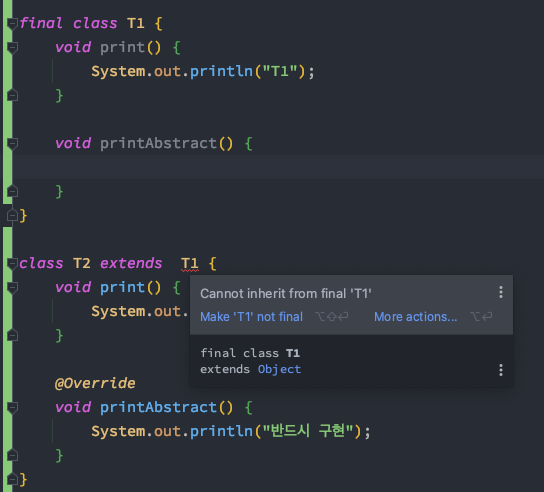 final class T1 {
void print() {
System.out.println("T1");
}
void printAbstract() {
}
}
class T2 extends T1 {
void print() {
System.out.
}
@Override
void printAbstract() {
System.out.println("반드시 구현");
}
}
Cannot inherit from final 'T1'
Make 'T1' not final ⌥⇧⏎ More actions... ⌥⏎
final class T1
extends Object